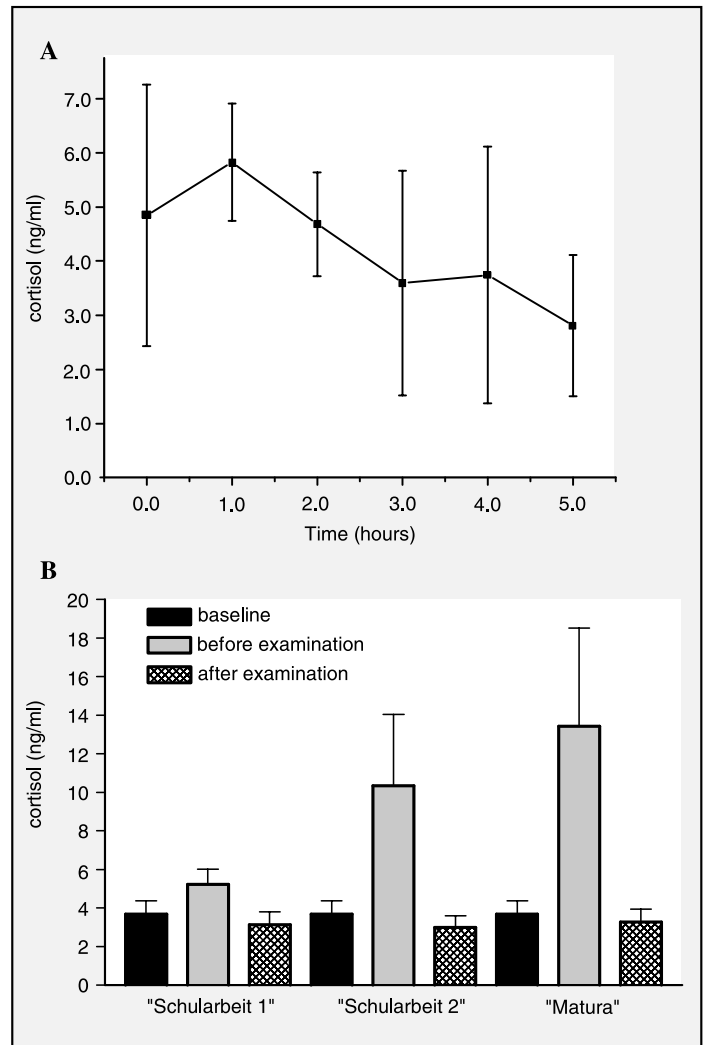 A
7.0
6.0
5.0
4.0
3.0
2.0
1.0
0.0
cortisol (ng/ml)
0.0 1.0 2.0 3.0 4.0 5.0
Time (hours)
B
20
18
16
14
12
10
8
6
4
2
0
cortisol (ng/ml)
baseline
before examination
after examination
"Schularbeit 1" "Schularbeit 2" "Matura"